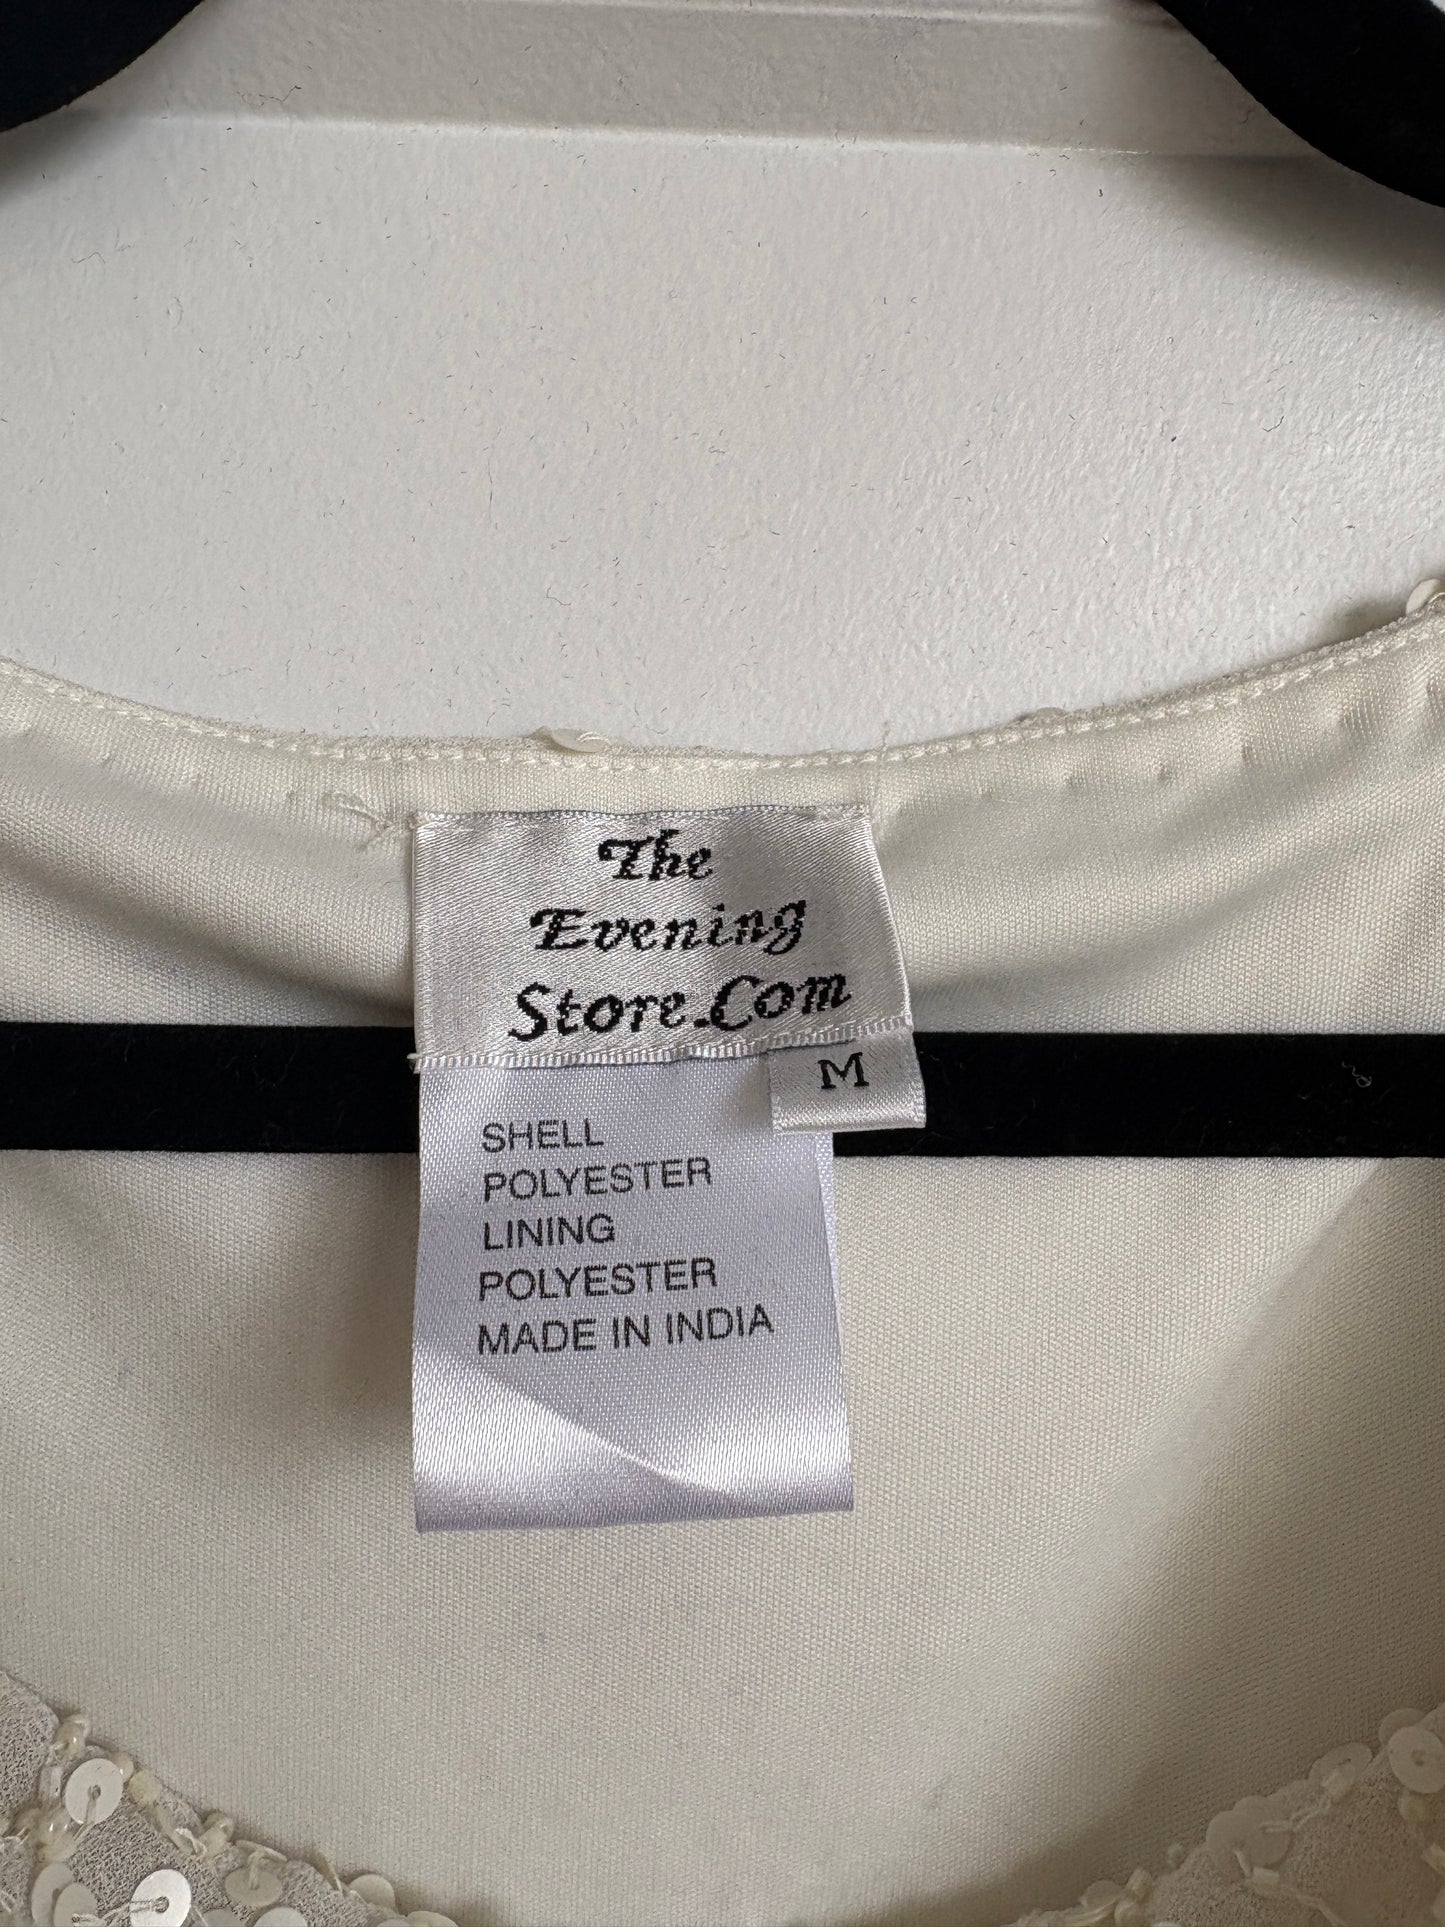 The
Evening
Store.Com
M
SHELL
POLYESTER
LINING
POLYESTER
MADE IN INDIA